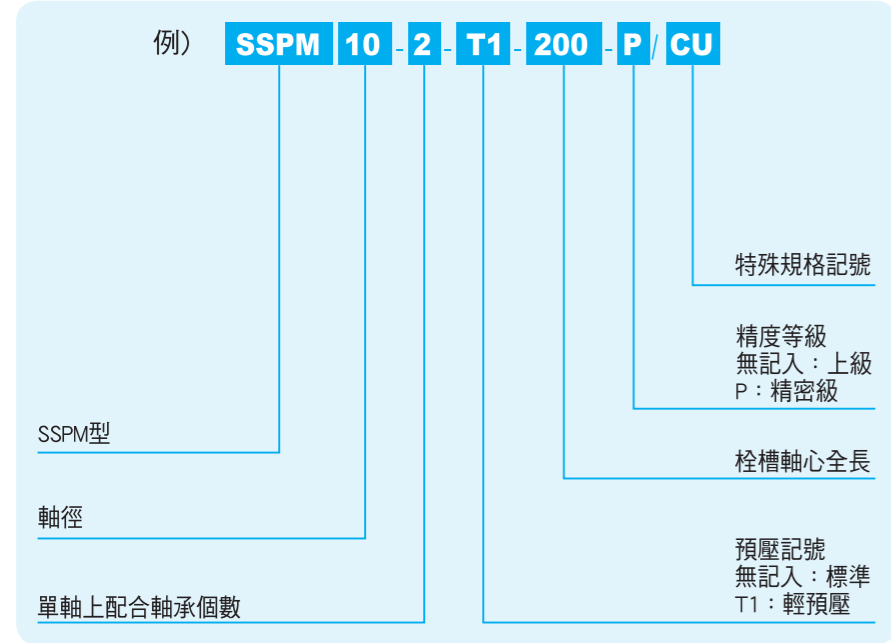 例） SSPM 10 - 2 - T1 - 200 - P / CU
特殊規格記號
精度等級
無記入：上級
P：精密級
SSPM型
栓槽軸心全長
軸徑
預壓記號
無記入：標準
T1：輕預壓
單軸上配合軸承個數